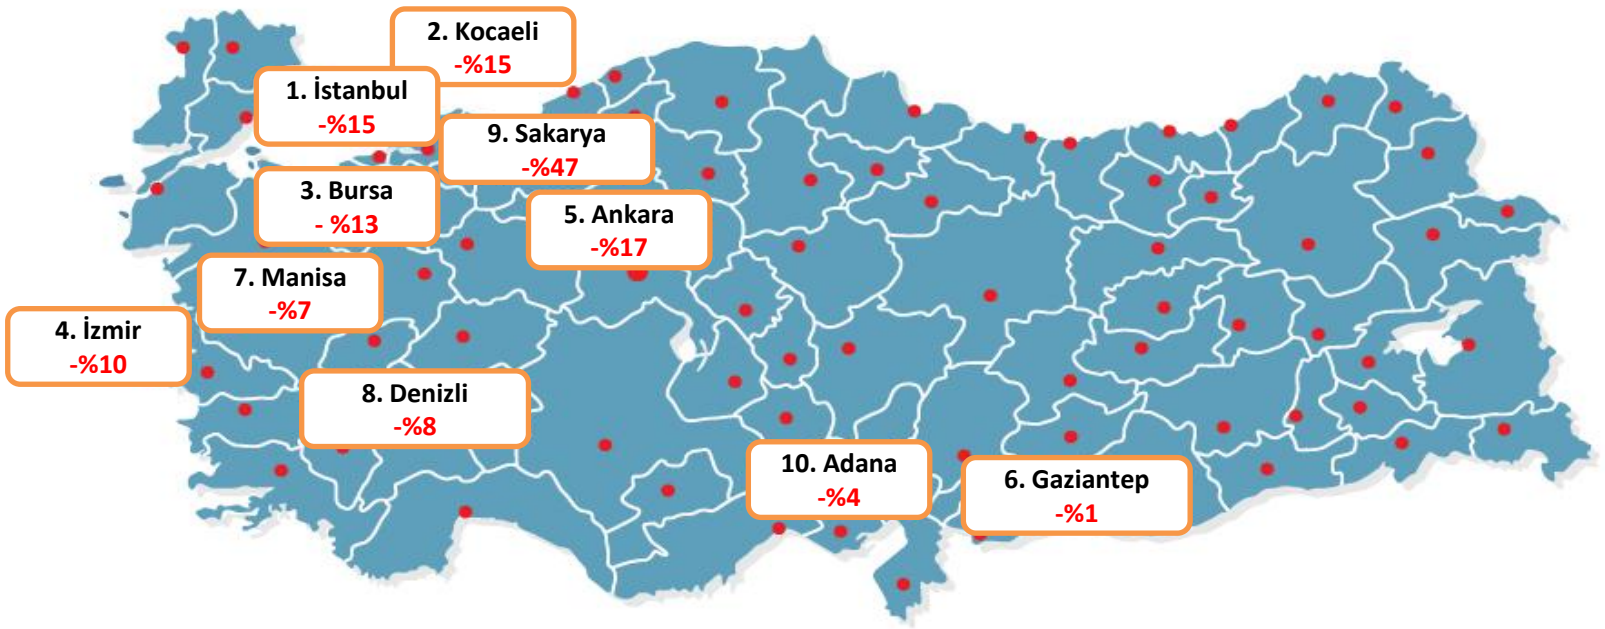 2. Kocaeli
-%15
1. İstanbul
-%15
9. Sakarya
-%47
3. Bursa
- %13
5. Ankara
-%17
7. Manisa
-%7
4. İzmir
-%10
8. Denizli
-%8
10. Adana
-%4
6. Gaziantep
-%1